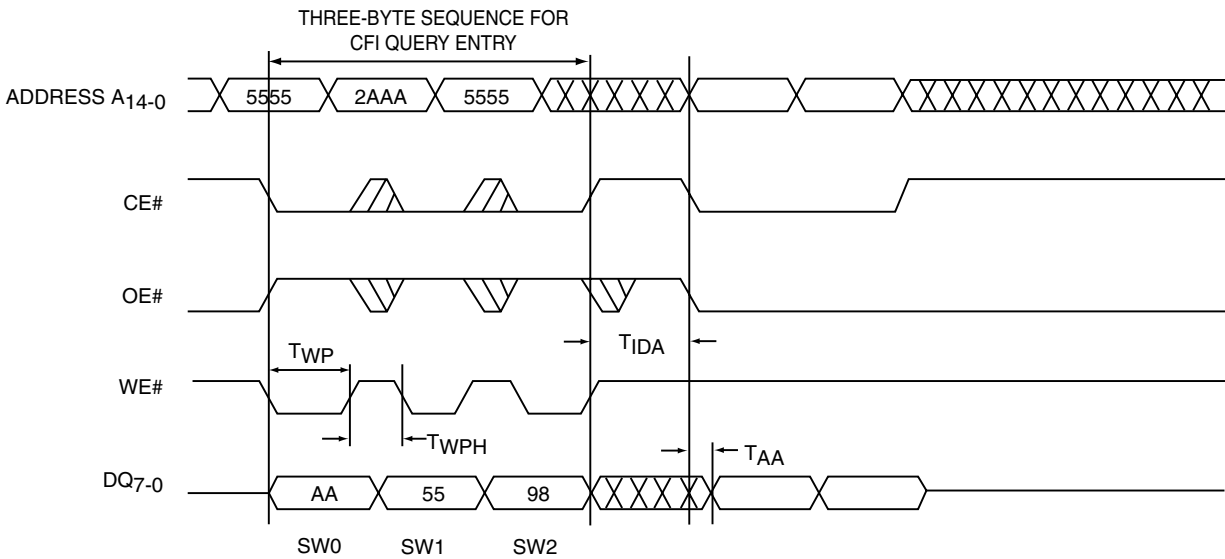 THREE-BYTE SEQUENCE FOR
CFI QUERY ENTRY
ADDRESS A14-0
5555
2AAA
5555
CE#
OE#
TIDA
TWP
WE#
TWPH
TAA
DQ7-0
AA
55
98
SW0
SW1
SW2